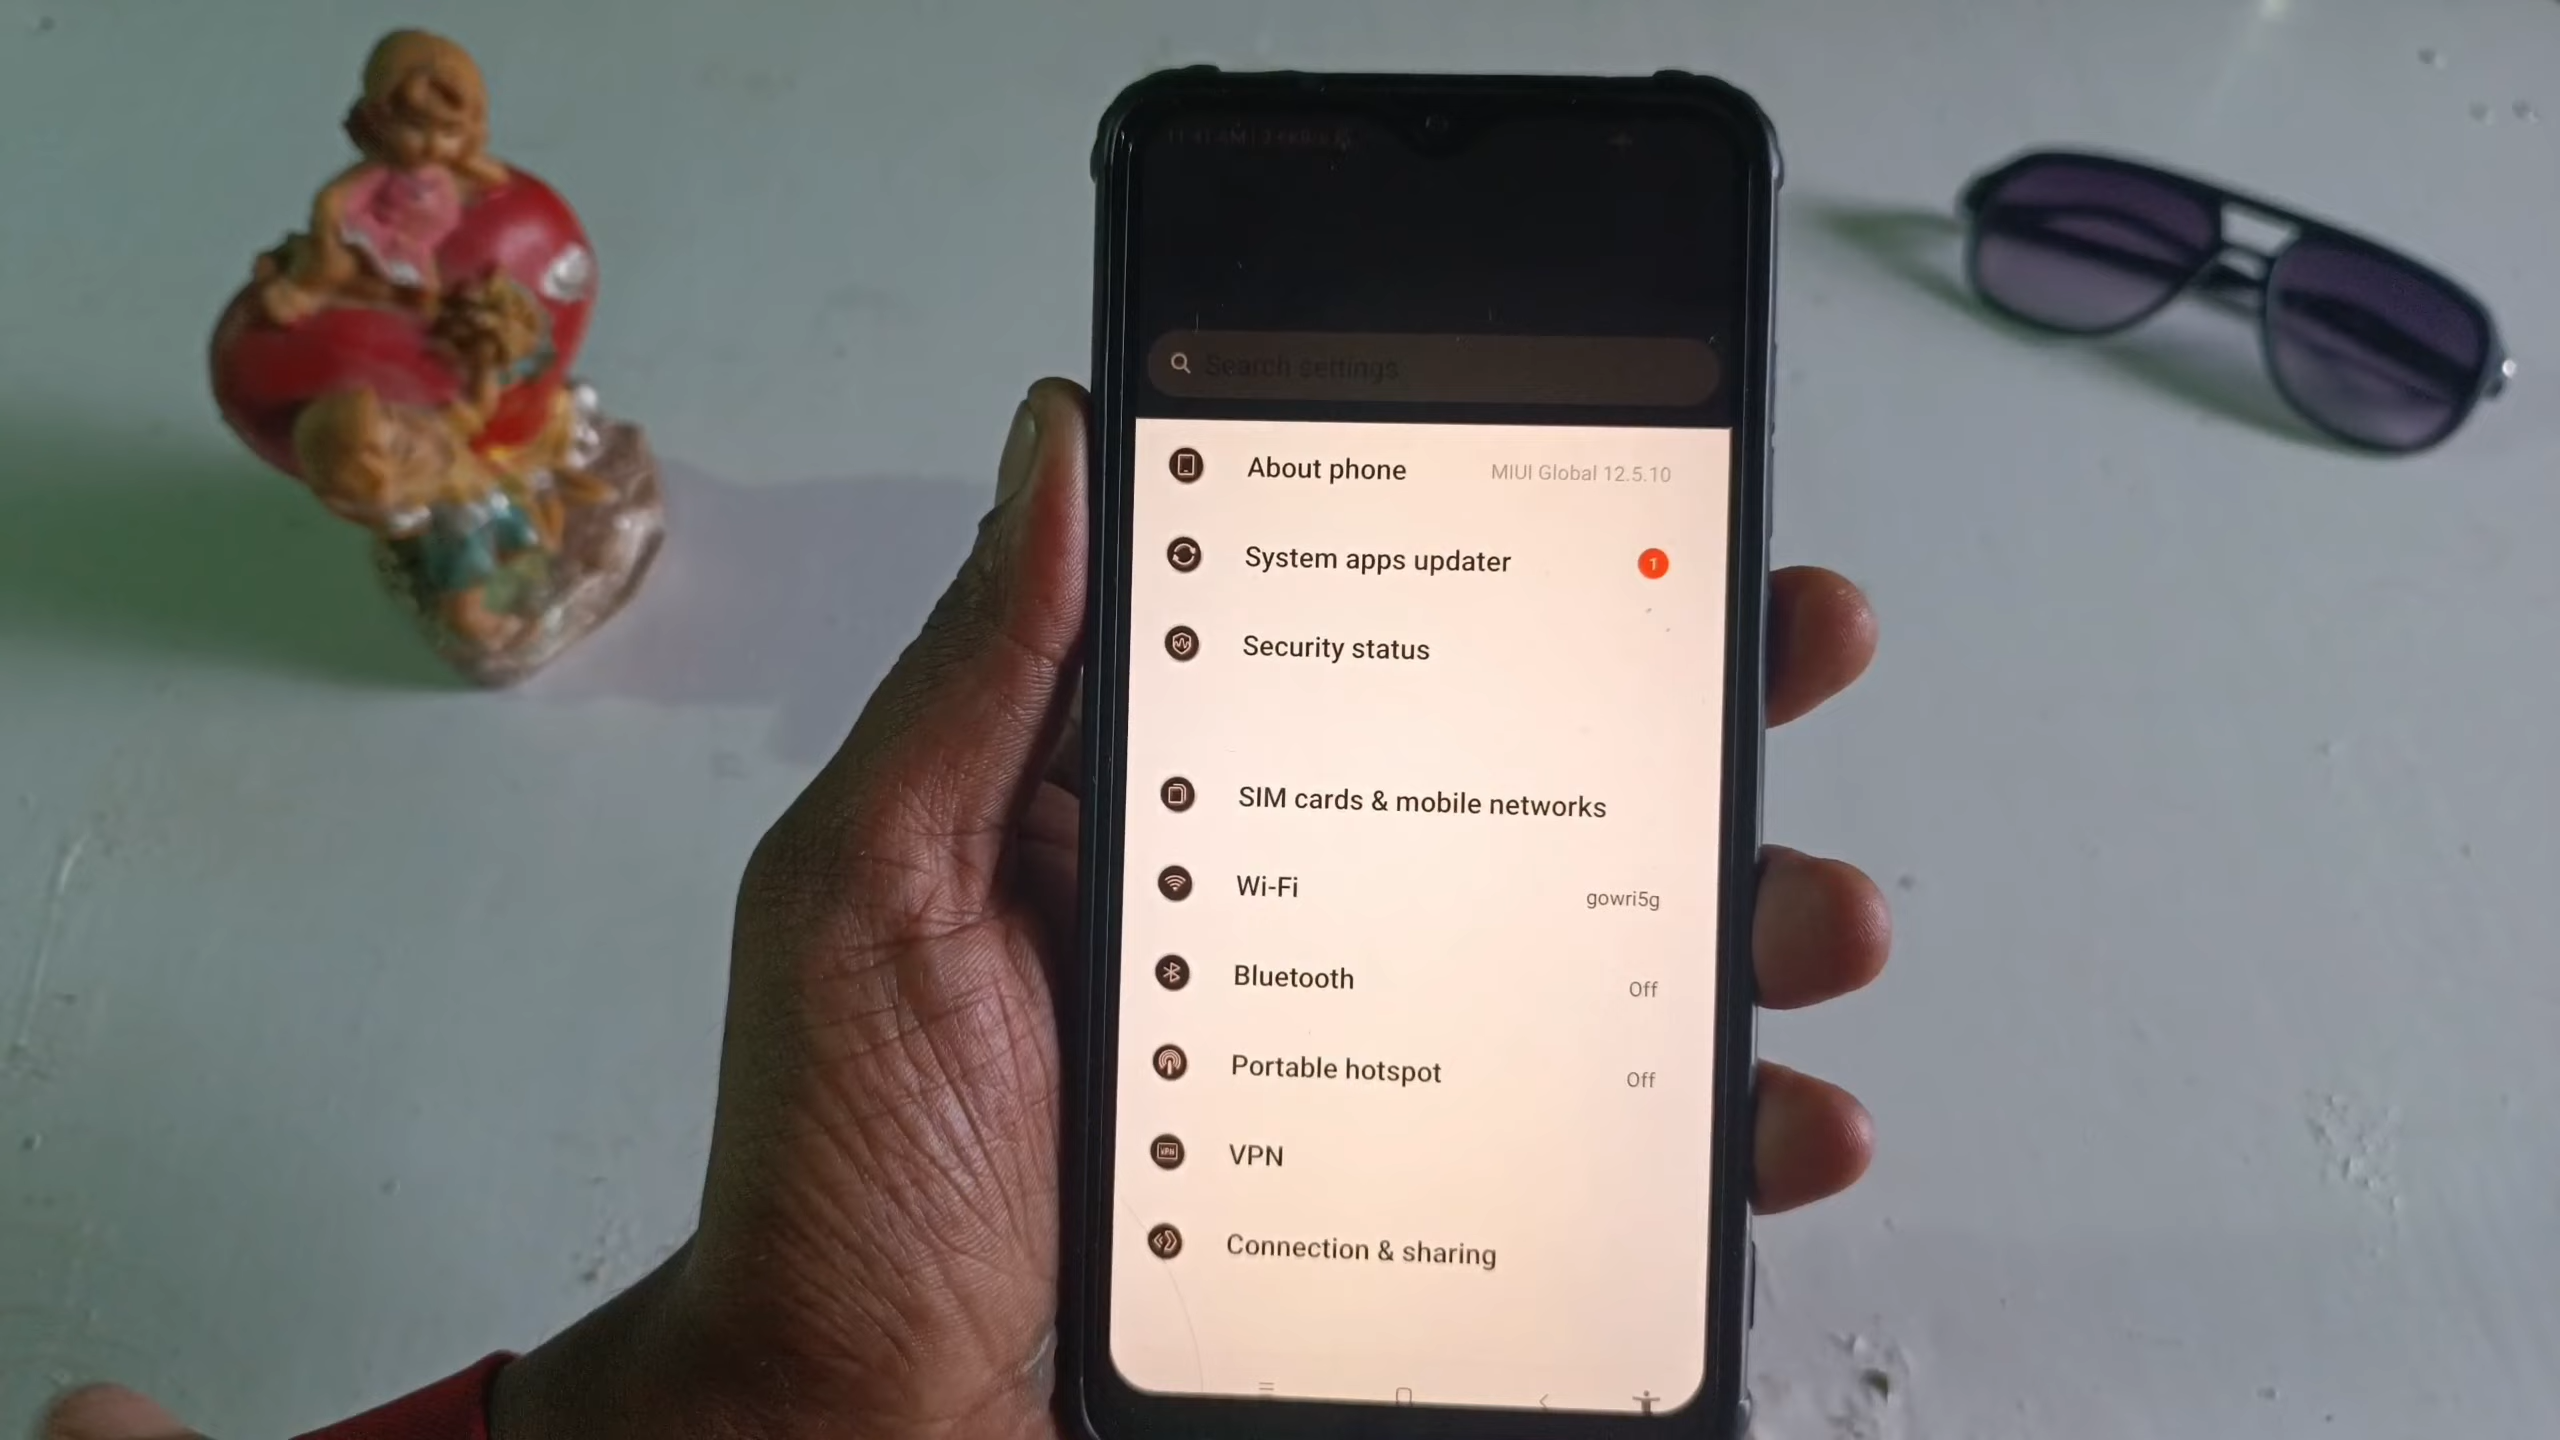 Search settings
About phone MIUI Global 12.5.10
System apps updater 1
Security status
SIM cards & mobile networks
Wi-Fi gowri5g
Bluetooth Off
Portable hotspot Off
VPN
Connection & sharing